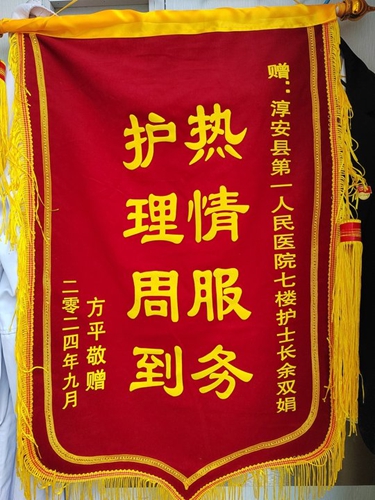 赠：淳安县第一人民医院七楼护士长余双娟
热情服务
护理周到
方平敬赠
二零二四年九月